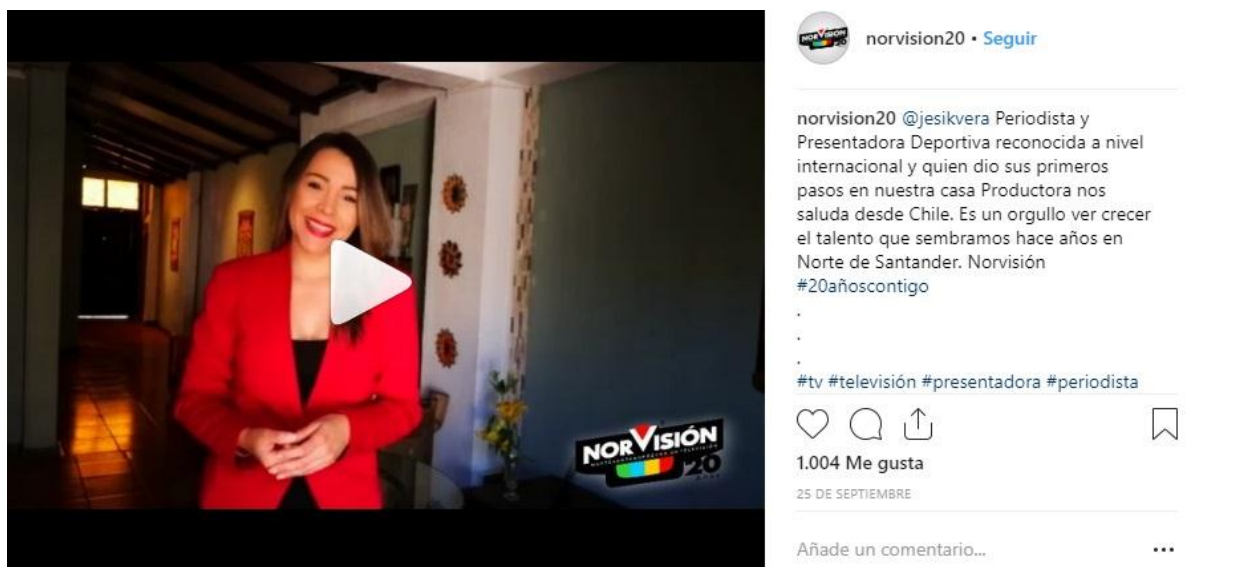 NORVISIÓN
20
NORVISIÓN
20
norvision20 • Seguir
norvision20 @jesikvera Periodista y
Presentadora Deportiva reconocida a nivel
internacional y quien dio sus primeros
pasos en nuestra casa Productora nos
saluda desde Chile. Es un orgullo ver crecer
el talento que sembramos hace años en
Norte de Santander. Norvisión
#20añoscontigo
.
.
.
#tv #televisión #presentadora #periodista
1.004 Me gusta
25 DE SEPTIEMBRE
Añade un comentario...